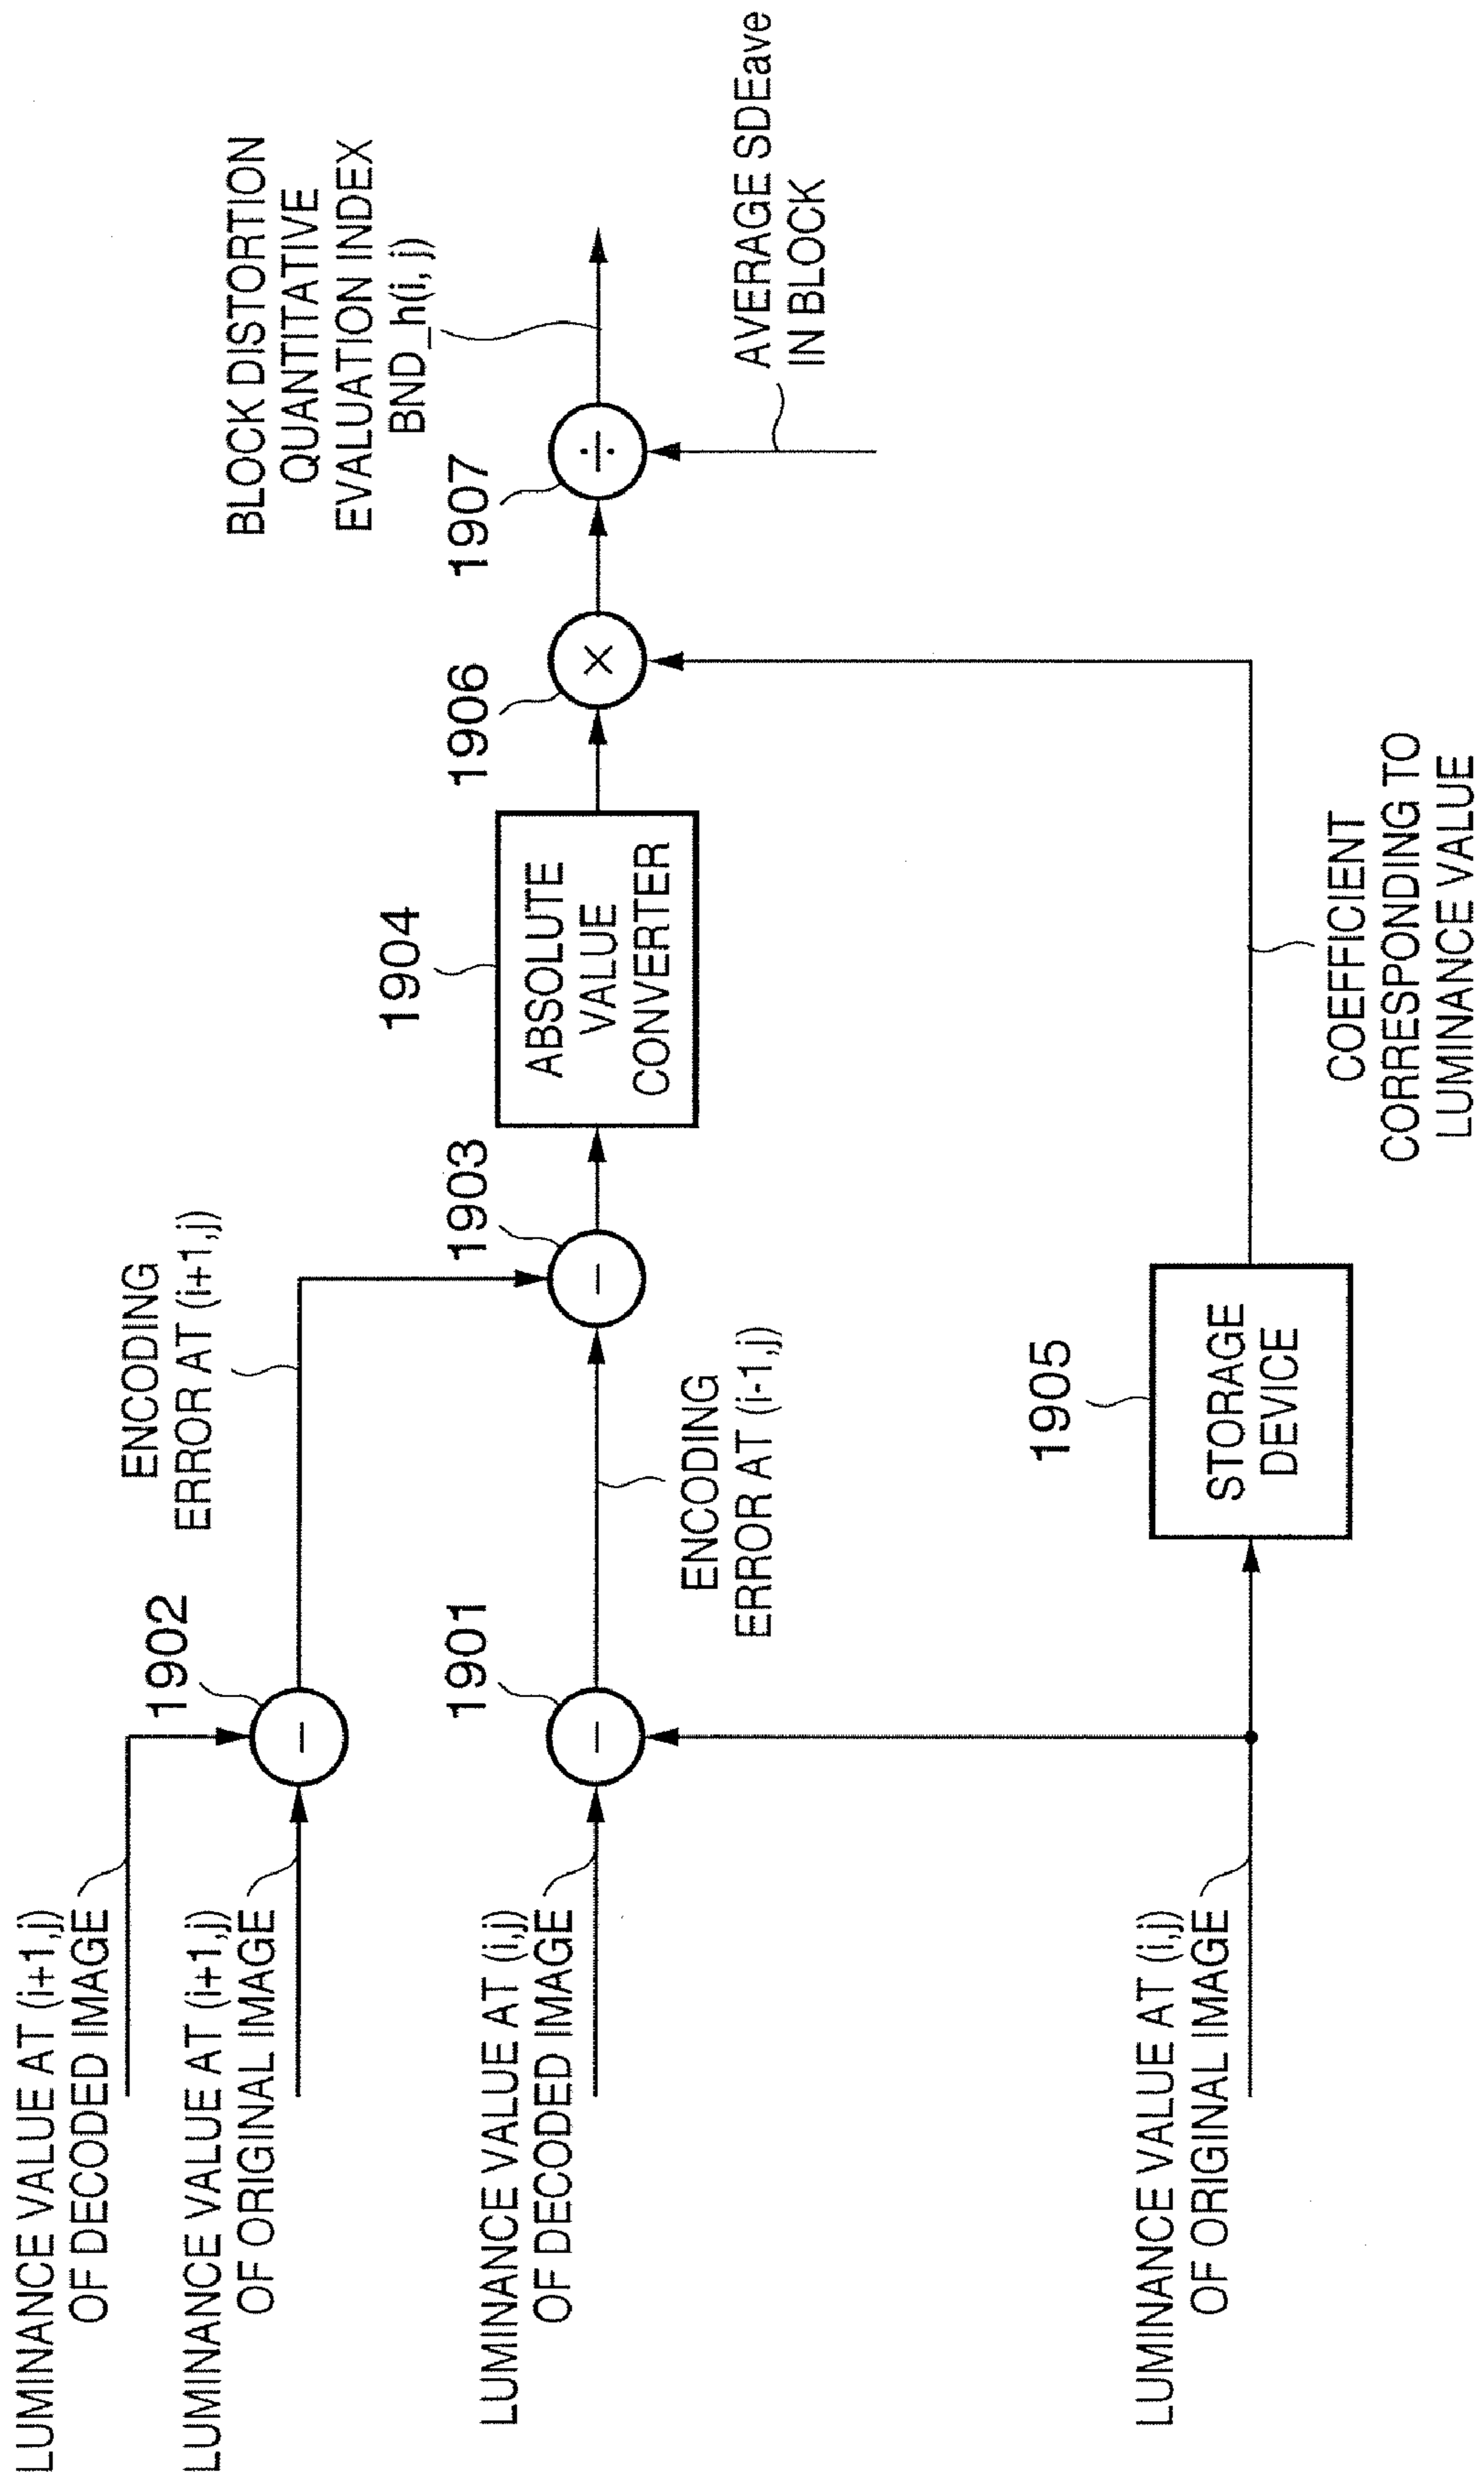 LUMINANCE VALUE AT (i+1,j)
OF DECODED IMAGE
LUMINANCE VALUE AT (i+1,j)
OF ORIGINAL IMAGE
LUMINANCE VALUE AT (i,j)
OF DECODED IMAGE
LUMINANCE VALUE AT (i,j)
OF ORIGINAL IMAGE
1902
1901
ENCODING
ERROR AT (i+1,j)
ENCODING
ERROR AT (i-1,j)
1903
1905
STORAGE
DEVICE
1904
ABSOLUTE
VALUE
CONVERTER
1906
×
COEFFICIENT
CORRESPONDING TO
LUMINANCE VALUE
1907
÷
BLOCK DISTORTION
QUANTITATIVE
EVALUATION INDEX
BND_h(i, j)
AVERAGE SDEave
IN BLOCK